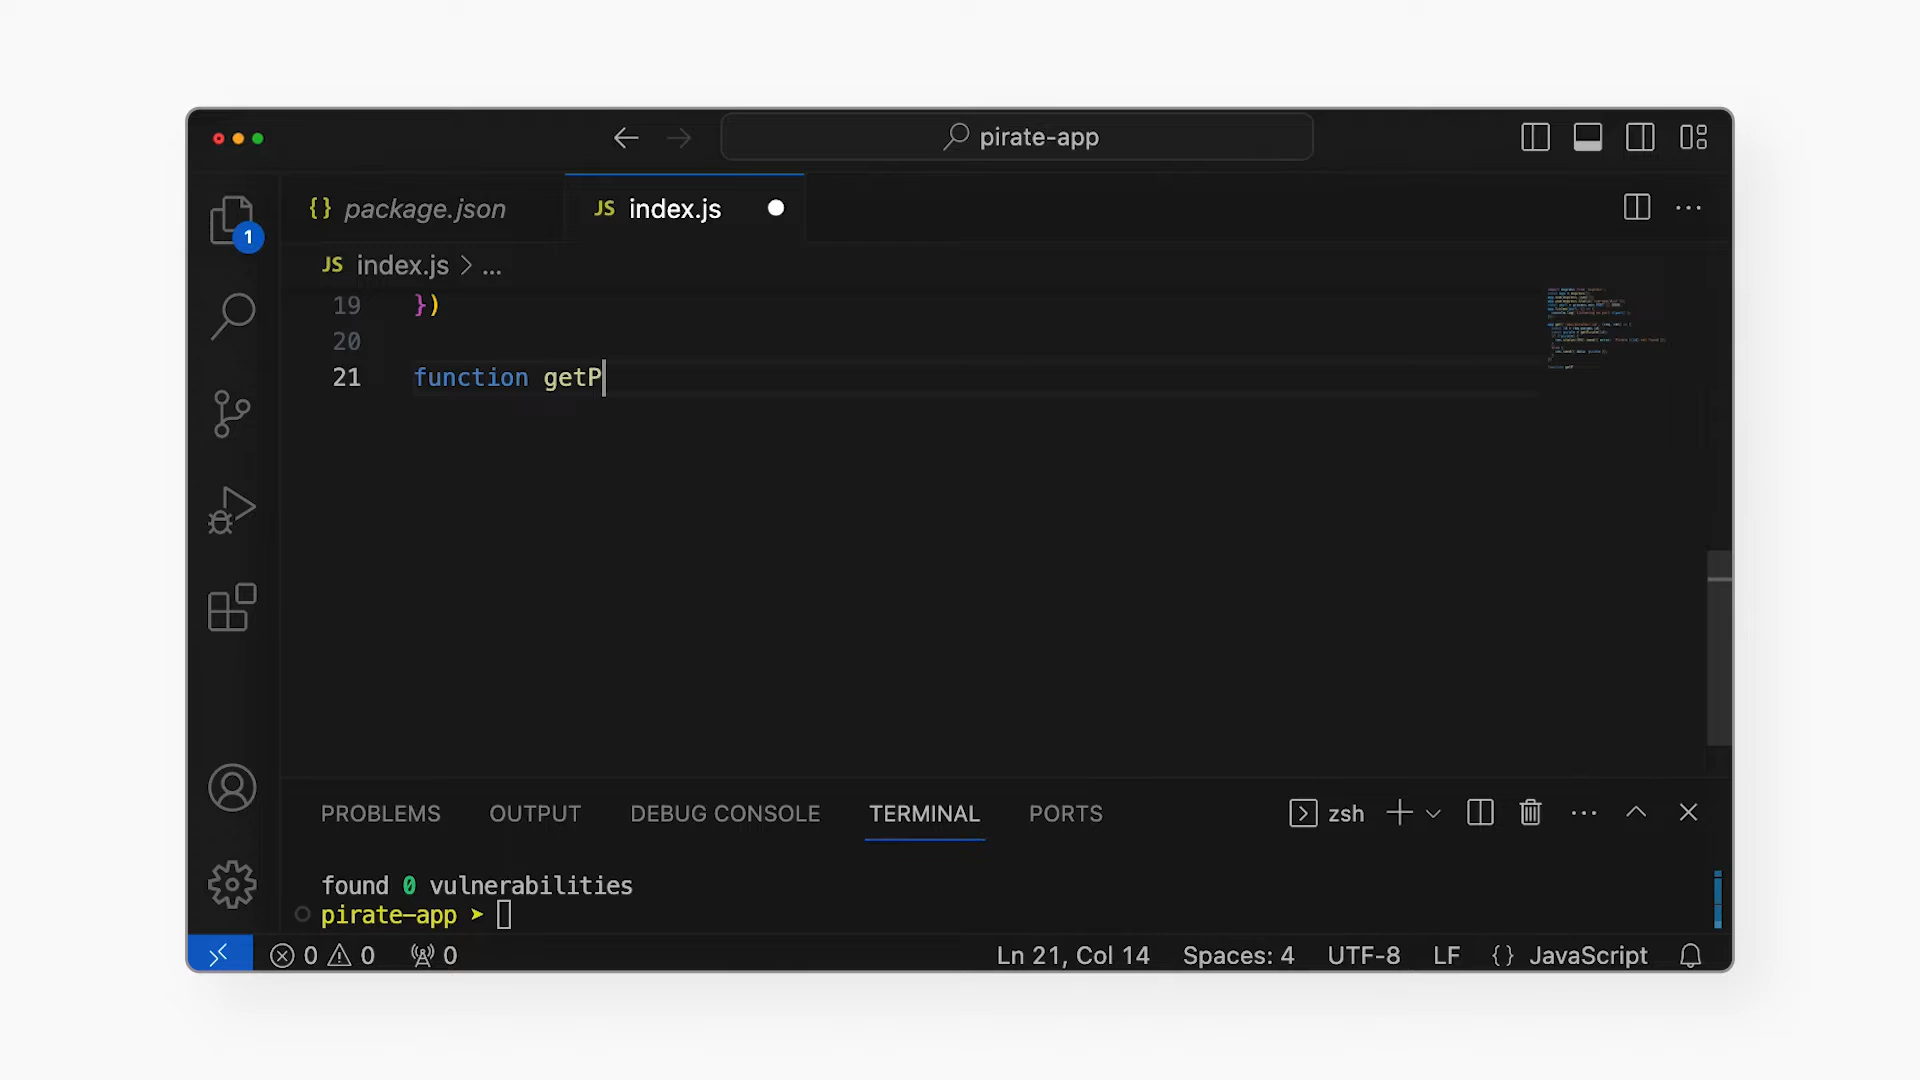 pirate-app
{} package.json
JS index.js
1
JS index.js > ...
19 })
20
21 function getP
PROBLEMS OUTPUT DEBUG CONSOLE TERMINAL PORTS
zsh
found 0 vulnerabilities
pirate-app ➤
0 0 0
Ln 21, Col 14 Spaces: 4 UTF-8 LF {} JavaScript